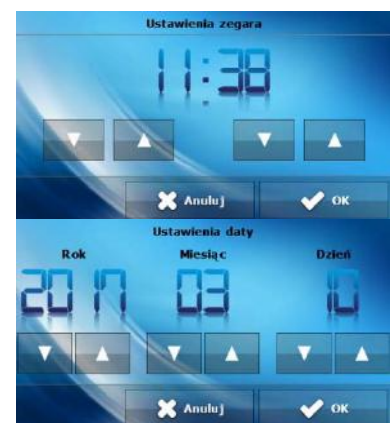 Ustawienia zegara
11:38
Anuluj OK
Ustawienia daty
Rok Miesiąc Dzień
2017 03 10
Anuluj OK